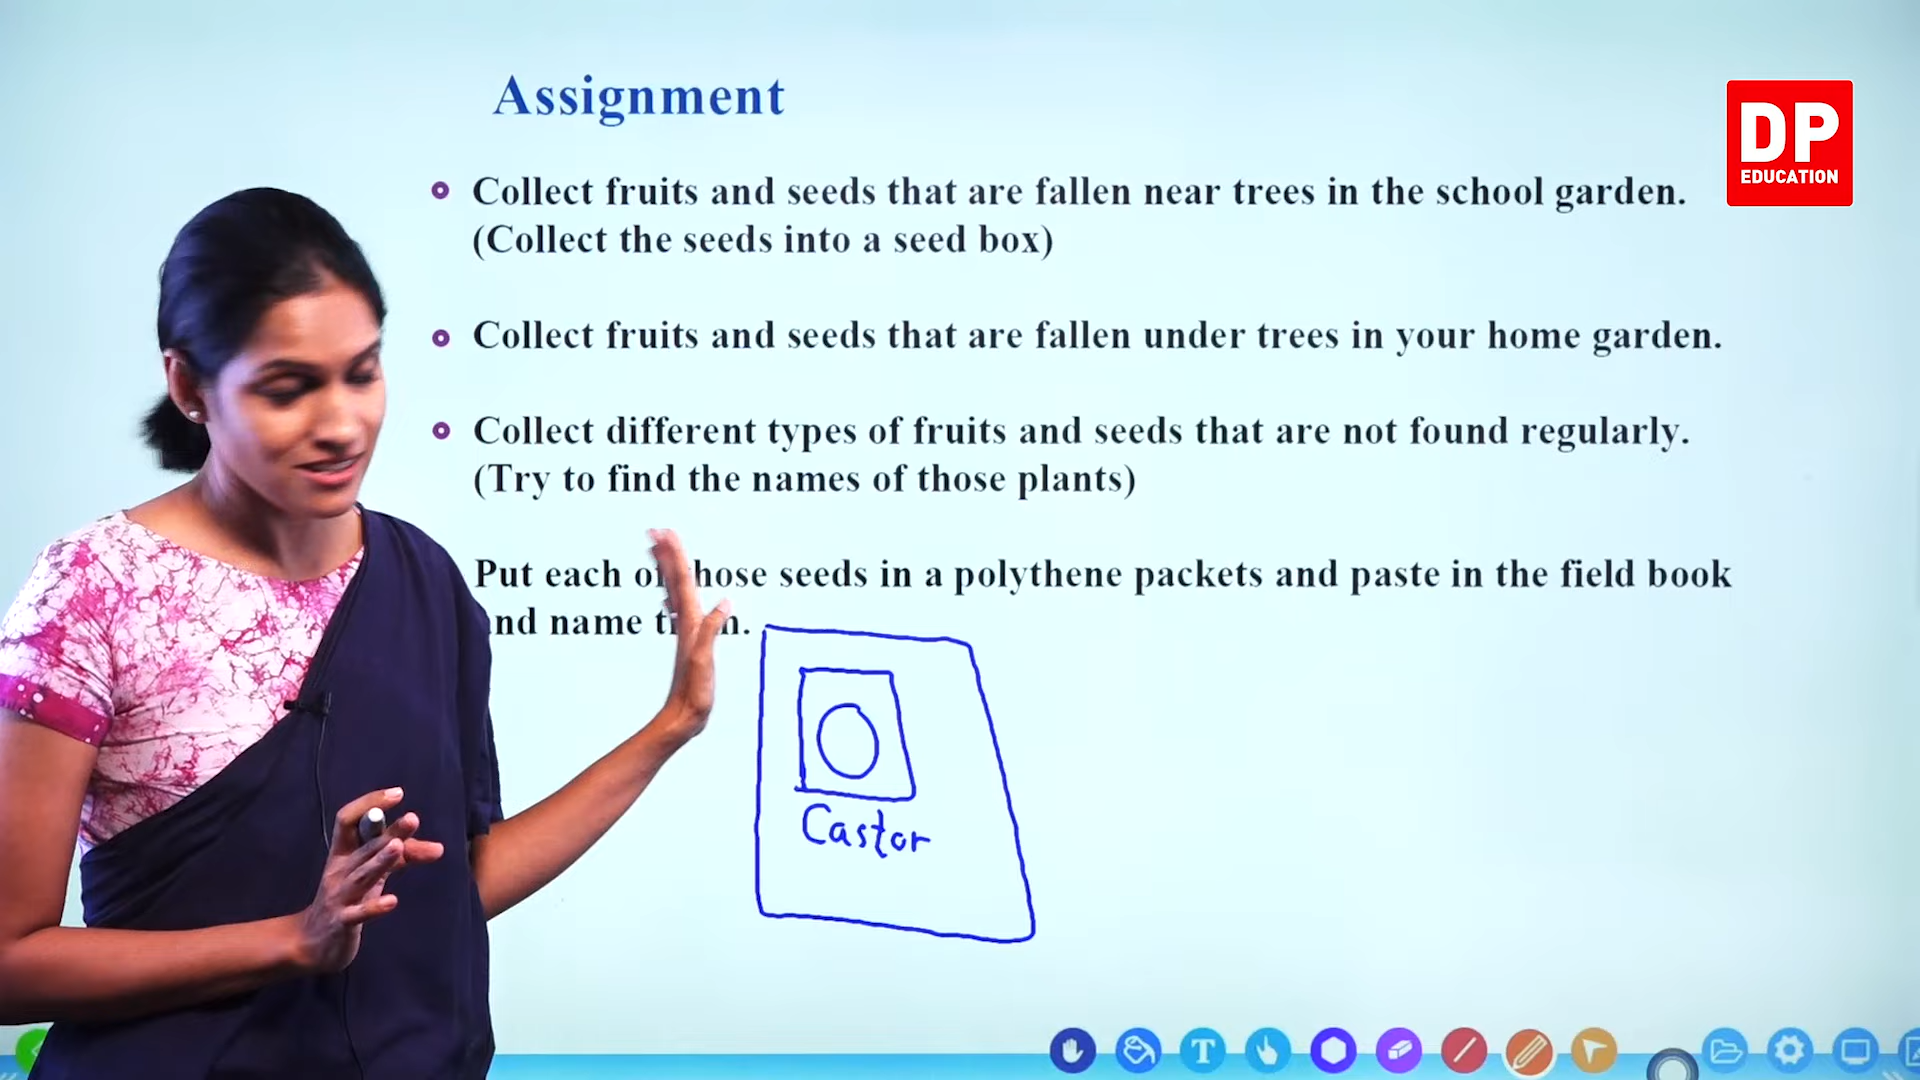 Assignment
Collect fruits and seeds that are fallen near trees in the school garden.
(Collect the seeds into a seed box)
Collect fruits and seeds that are fallen under trees in your home garden.
Collect different types of fruits and seeds that are not found regularly.
(Try to find the names of those plants)
Put each of those seeds in a polythene packets and paste in the field book
and name
Castor
DP
EDUCATION
T